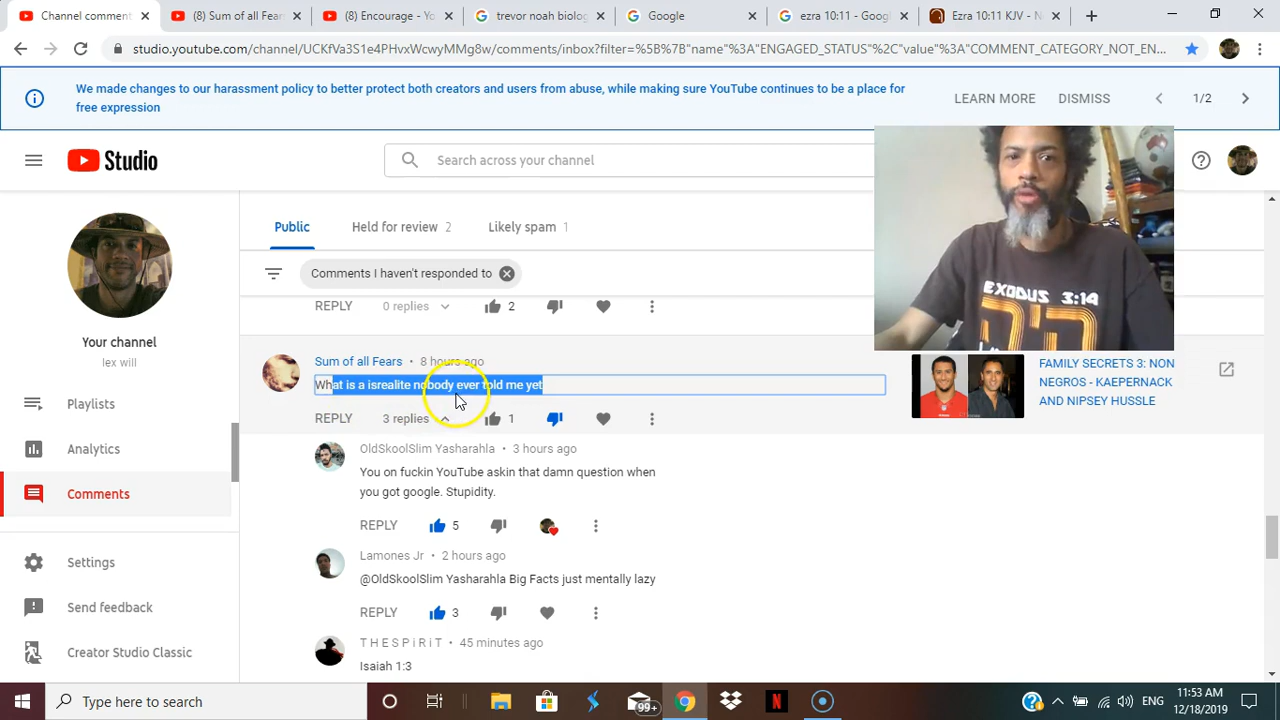 Channel comment
(8) Sum of all Fear
(8) Encourage - Yo
trevor noah biolog
Google
ezra 10:11 - Goog
Ezra 10:11 KJV - N
studio.youtube.com/channel/UCKfVa3S1e4PHvxWcwyMMg8w/comments/inbox?filter=%5B%7B"name"%3A"ENGAGED_STATUS"%2C"value"%3A"COMMENT_CATEGORY_NOT_EN...
We made changes to our harassment policy to better protect both creators and users from abuse, while making sure YouTube continues to be a place for
free expression
LEARN MORE
DISMISS
1/2
Studio
Search across your channel
Public
Held for review 2
Likely spam 1
Comments I haven't responded to
REPLY 0 replies 2
EXODUS 3:14
Your channel
lex will
Playlists
Analytics
Comments
Settings
Send feedback
Creator Studio Classic
Sum of all Fears • 8 hours ago
What is a isrealite nobody ever told me yet
REPLY 3 replies 1
FAMILY SECRETS 3: NON
NEGROS - KAEPERNACK
AND NIPSEY HUSSLE
OldSkoolSlim Yasharahla • 3 hours ago
You on fuckin YouTube askin that damn question when
you got google. Stupidity.
REPLY 5
Lamones Jr • 2 hours ago
@OldSkoolSlim Yasharahla Big Facts just mentally lazy
REPLY 3
T H E S P i R i T • 45 minutes ago
Isaiah 1:3
Type here to search
99+
11:53 AM
12/18/2019